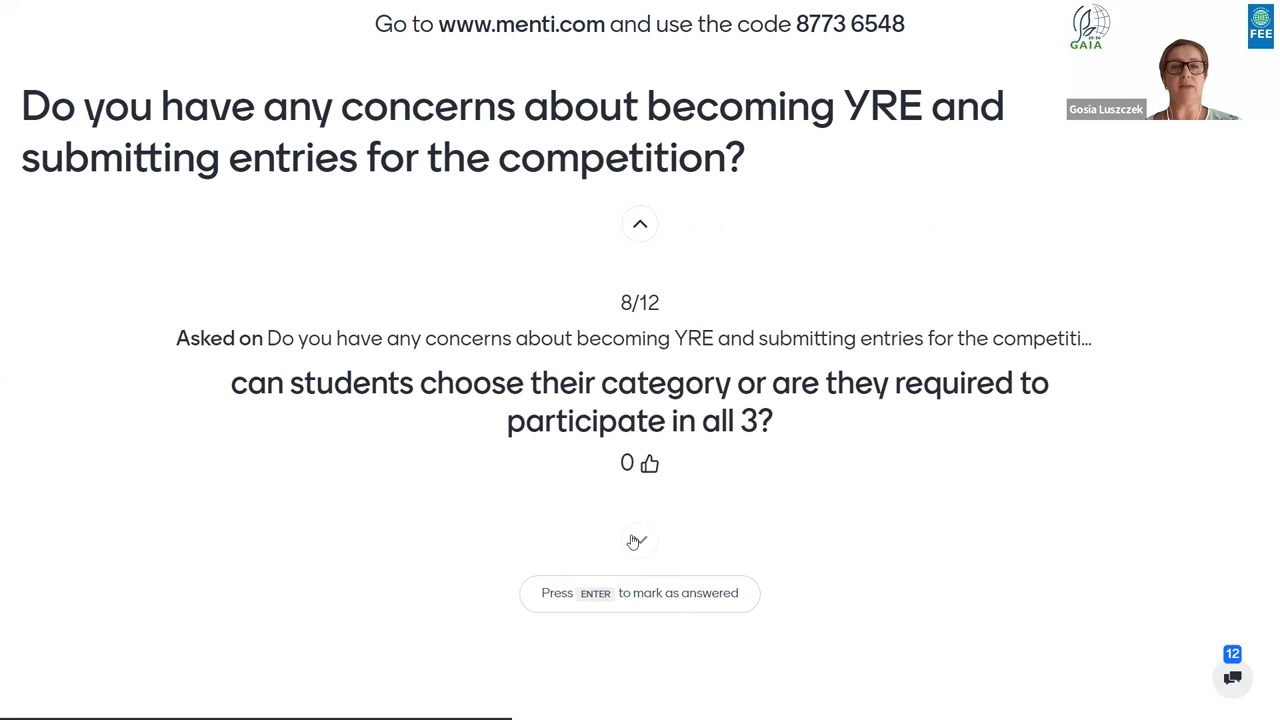 Go to www.menti.com and use the code 8773 6548
GAIA
20:30
FEE
Gosia Luszczek
Do you have any concerns about becoming YRE and
submitting entries for the competition?
8/12
Asked on Do you have any concerns about becoming YRE and submitting entries for the competiti...
can students choose their category or are they required to
participate in all 3?
0
Press ENTER to mark as answered
12